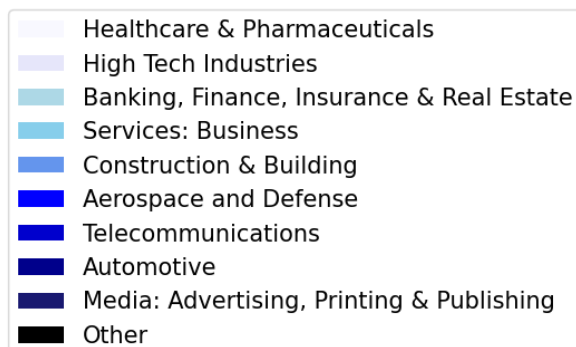 Healthcare & Pharmaceuticals
High Tech Industries
Banking, Finance, Insurance & Real Estate
Services: Business
Construction & Building
Aerospace and Defense
Telecommunications
Automotive
Media: Advertising, Printing & Publishing
Other